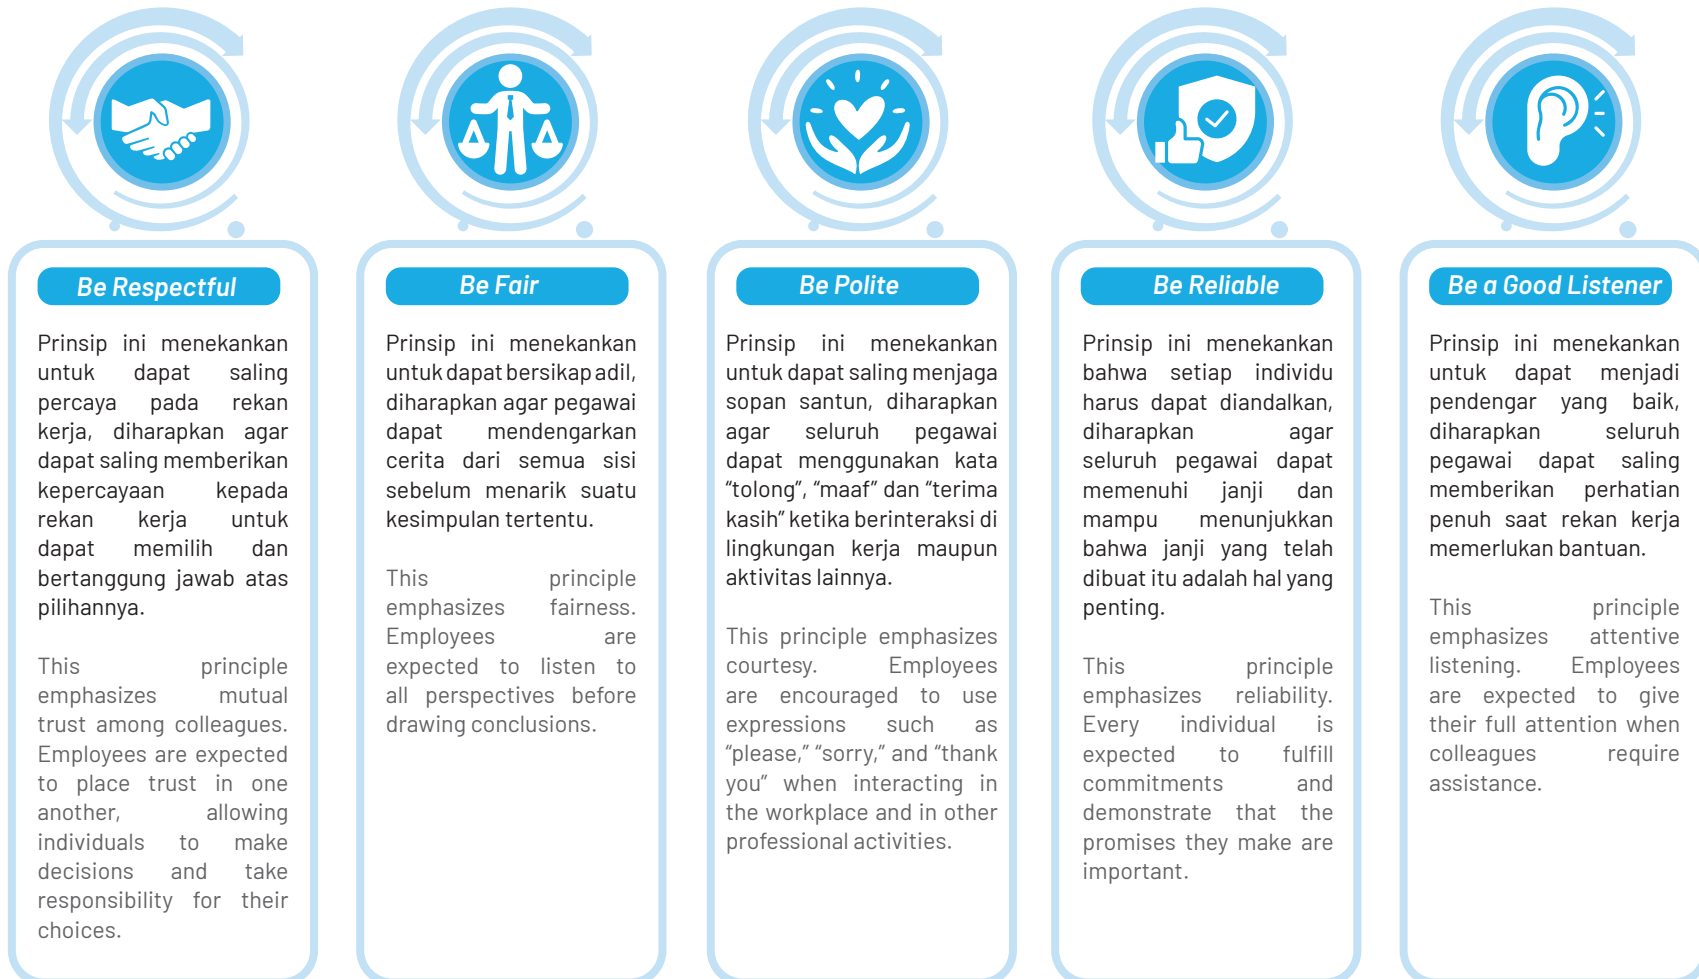 Be Respectful
Prinsip ini menekankan
untuk dapat saling
percaya pada rekan
kerja, diharapkan agar
dapat saling memberikan
kepercayaan kepada
rekan kerja untuk
dapat memilih dan
bertanggung jawab atas
pilihannya.
This principle
emphasizes mutual
trust among colleagues.
Employees are expected
to place trust in one
another, allowing
individuals to make
decisions and take
responsibility for their
choices.
Be Fair
Prinsip ini menekankan
untuk dapat bersikap adil,
diharapkan agar pegawai
dapat mendengarkan
cerita dari semua sisi
sebelum menarik suatu
kesimpulan tertentu.
This principle
emphasizes fairness.
Employees are
expected to listen to
all perspectives before
drawing conclusions.
Be Polite
Prinsip ini menekankan
untuk dapat saling menjaga
sopan santun, diharapkan
agar seluruh pegawai
dapat menggunakan kata
“tolong”, “maaf” dan “terima
kasih” ketika berinteraksi di
lingkungan kerja maupun
aktivitas lainnya.
This principle emphasizes
courtesy. Employees
are encouraged to use
expressions such as
“please,” “sorry,” and “thank
you” when interacting in
the workplace and in other
professional activities.
Be Reliable
Prinsip ini menekankan
bahwa setiap individu
harus dapat diandalkan,
diharapkan agar
seluruh pegawai dapat
memenuhi janji dan
mampu menunjukkan
bahwa janji yang telah
dibuat itu adalah hal yang
penting.
This principle
emphasizes reliability.
Every individual is
expected to fulfill
commitments and
demonstrate that the
promises they make are
important.
Be a Good Listener
Prinsip ini menekankan
untuk dapat menjadi
pendengar yang baik,
diharapkan seluruh
pegawai dapat saling
memberikan perhatian
penuh saat rekan kerja
memerlukan bantuan.
This principle
emphasizes attentive
listening. Employees
are expected to give
their full attention when
colleagues require
assistance.